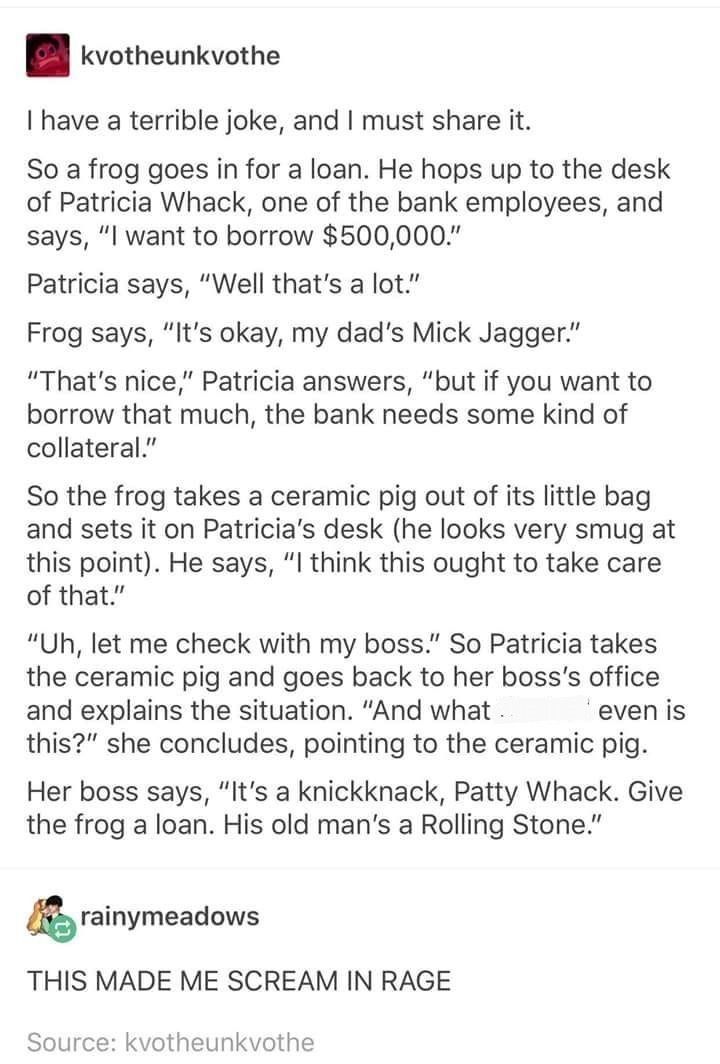 kvotheunkvothe
I have a terrible joke, and I must share it.
So a frog goes in for a loan. He hops up to the desk
of Patricia Whack, one of the bank employees, and
says, “I want to borrow $500,000.”
Patricia says, “Well that’s a lot.”
Frog says, “It’s okay, my dad’s Mick Jagger.”
“That’s nice,” Patricia answers, “but if you want to
borrow that much, the bank needs some kind of
collateral.”
So the frog takes a ceramic pig out of its little bag
and sets it on Patricia’s desk (he looks very smug at
this point). He says, “I think this ought to take care
of that.”
“Uh, let me check with my boss.” So Patricia takes
the ceramic pig and goes back to her boss’s office
and explains the situation. “And what even is
this?” she concludes, pointing to the ceramic pig.
Her boss says, “It’s a knickknack, Patty Whack. Give
the frog a loan. His old man’s a Rolling Stone.”
rainymeadows
THIS MADE ME SCREAM IN RAGE
Source: kvotheunkvothe